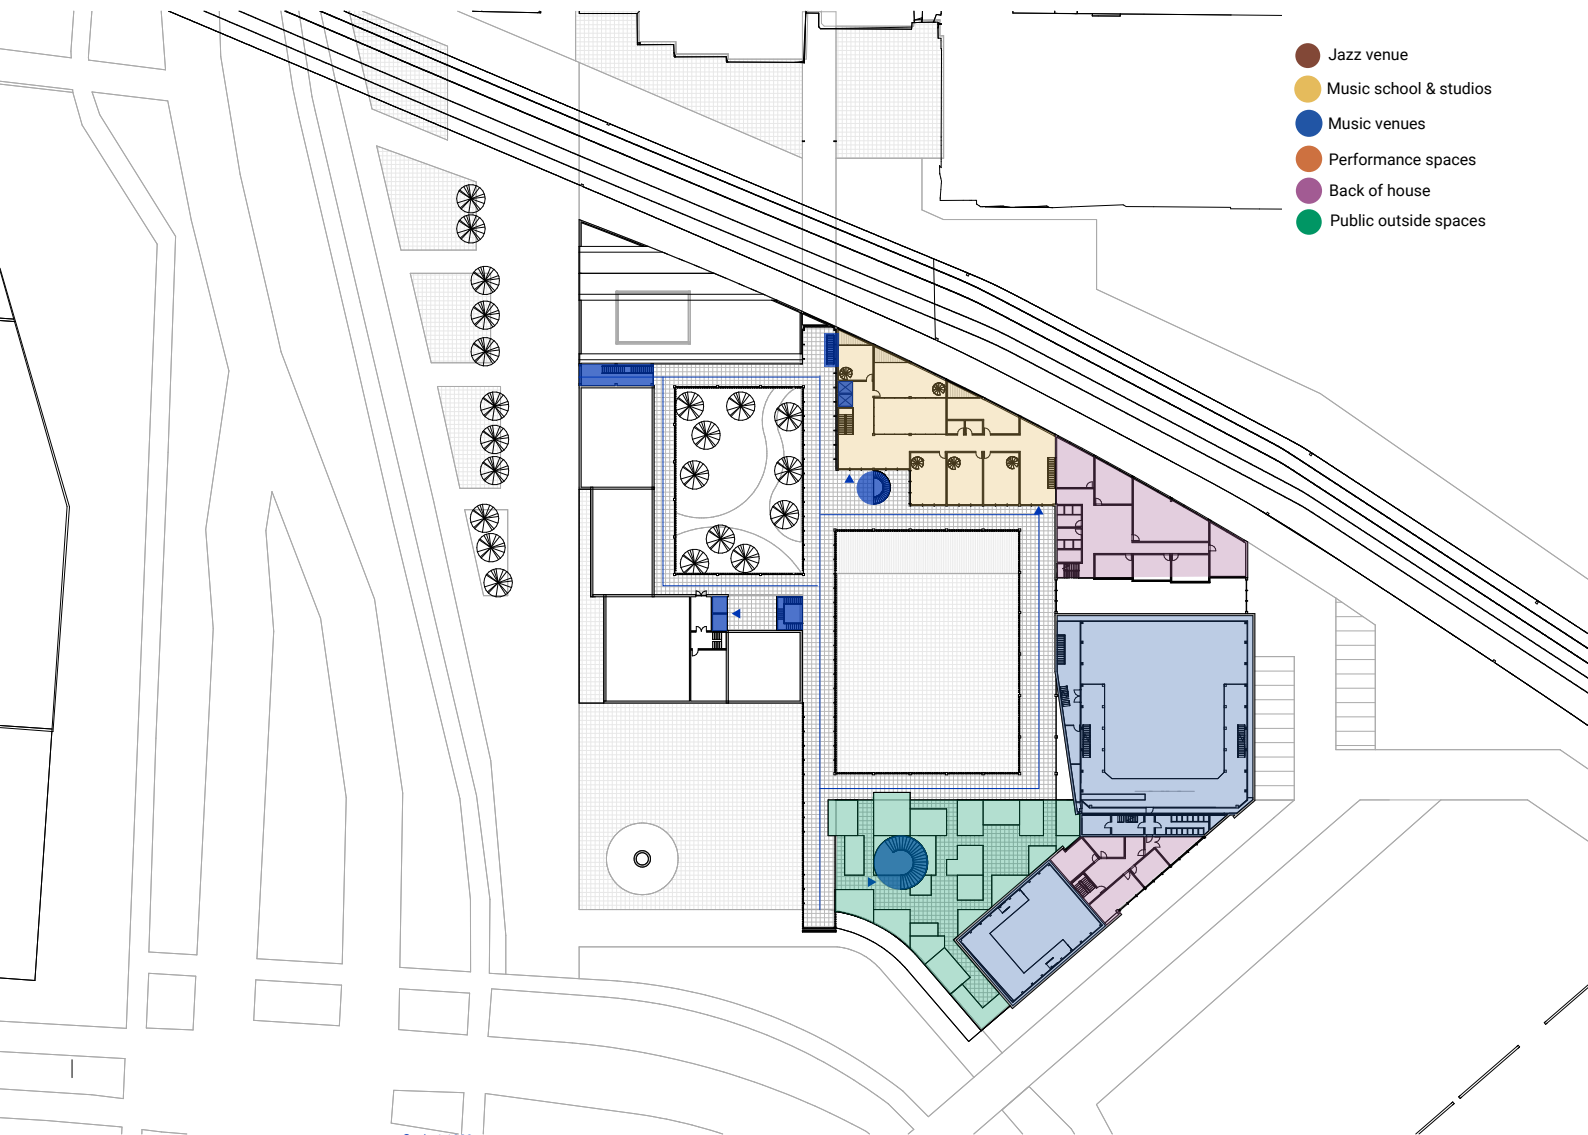 Jazz venue
Music school & studios
Music venues
Performance spaces
Back of house
Public outside spaces